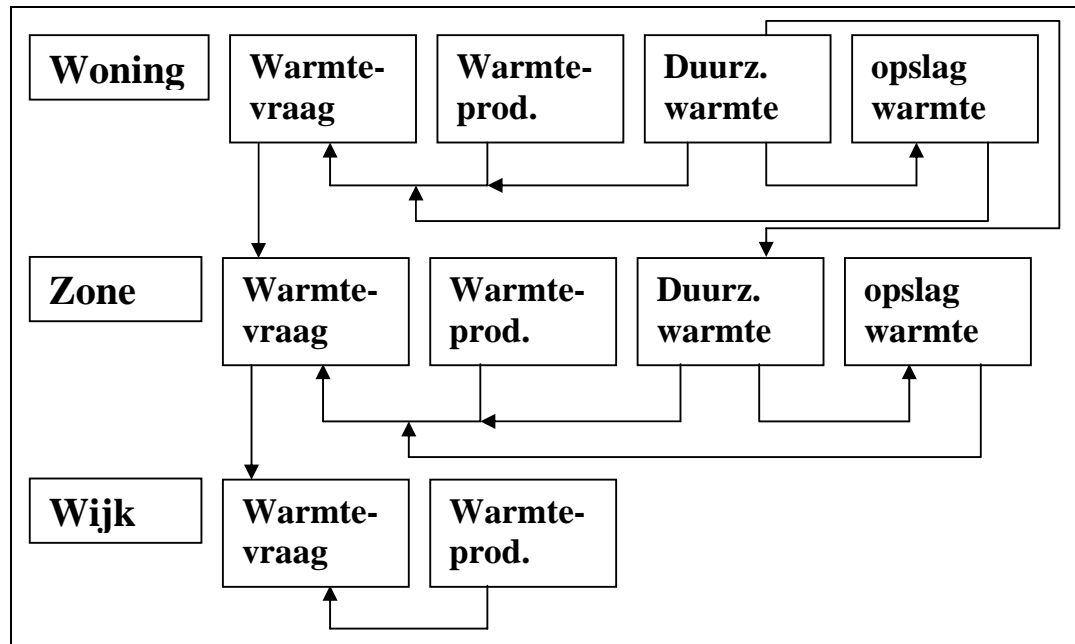 Woning
Warmte-
vraag
Warmte-
prod.
Duurz.
warmte
opslag
warmte
Zone
Warmte-
vraag
Warmte-
prod.
Duurz.
warmte
opslag
warmte
Wijk
Warmte-
vraag
Warmte-
prod.